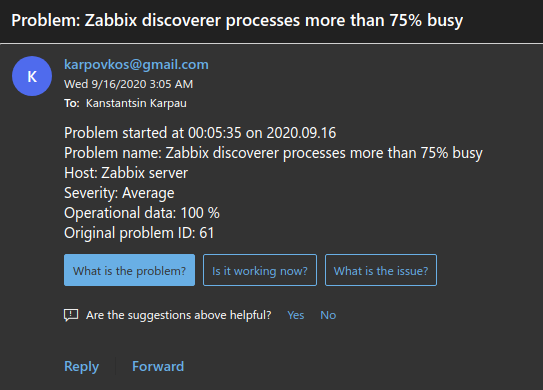 Problem: Zabbix discoverer processes more than 75% busy
K
karpovkos@gmail.com
Wed 9/16/2020 3:05 AM
To: Kanstantsin Karpau
Problem started at 00:05:35 on 2020.09.16
Problem name: Zabbix discoverer processes more than 75% busy
Host: Zabbix server
Severity: Average
Operational data: 100 %
Original problem ID: 61
What is the problem? Is it working now? What is the issue?
Are the suggestions above helpful? Yes No
Reply Forward